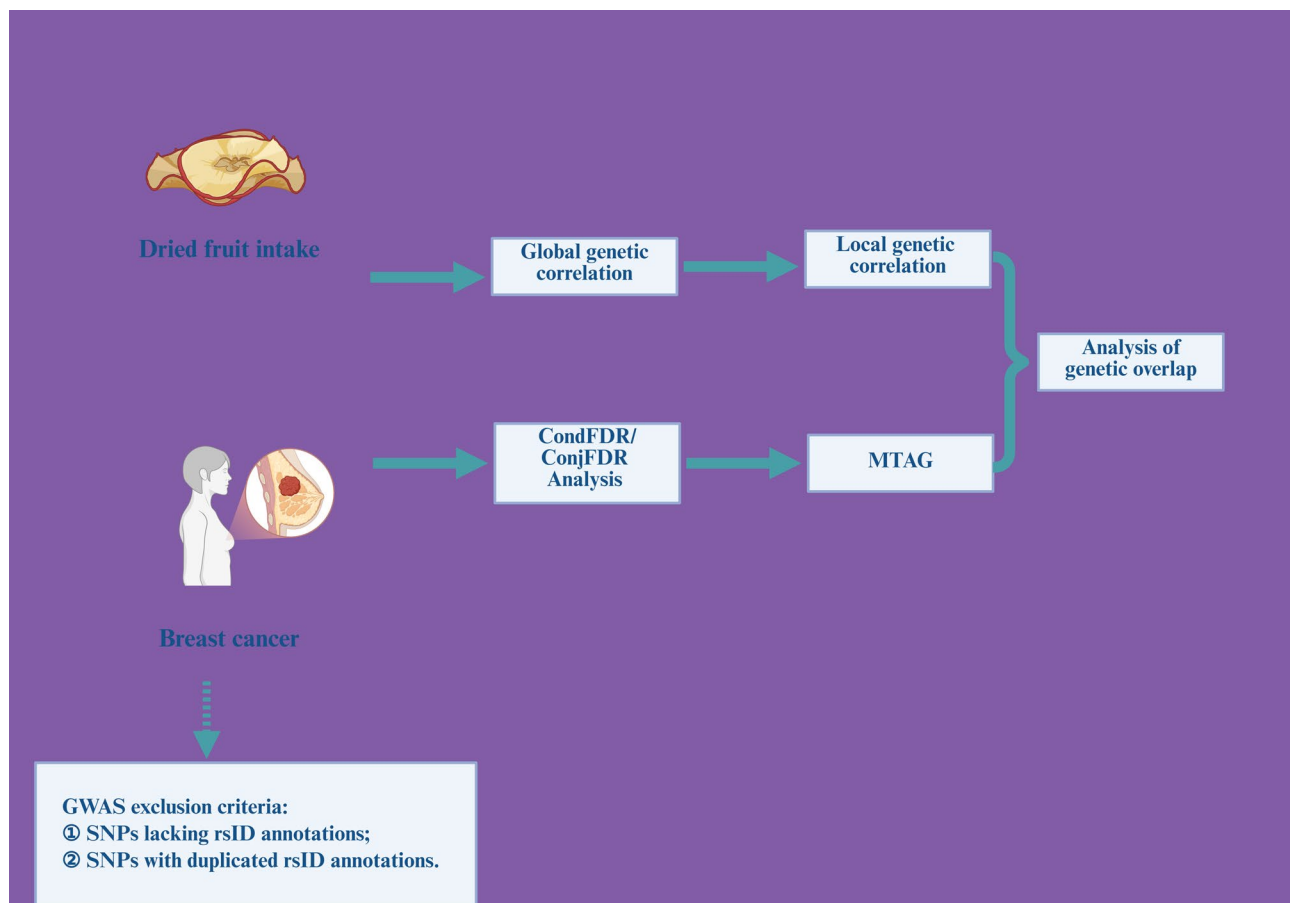 Dried fruit intake
Global genetic
correlation
Local genetic
correlation
Analysis of
genetic overlap
CondFDR/
ConjFDR
Analysis
MTAG
Breast cancer
GWAS exclusion criteria:
① SNPs lacking rsID annotations;
② SNPs with duplicated rsID annotations.